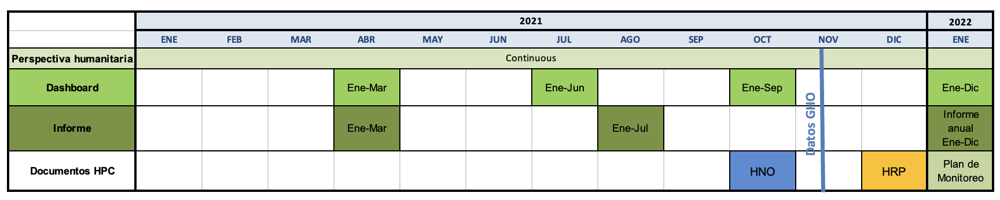 2021 2022
ENE FEB MAR ABR MAY JUN JUL AGO SEP OCT NOV DIC ENE
Perspectiva humanitaria Continuous
Dashboard Ene-Mar Ene-Jun Ene-Sep Ene-Dic
Informe Ene-Mar Ene-Jul Informe
anual
Ene-Dic
Datos GHO
Documentos HPC HNO HRP Plan de
Monitoreo